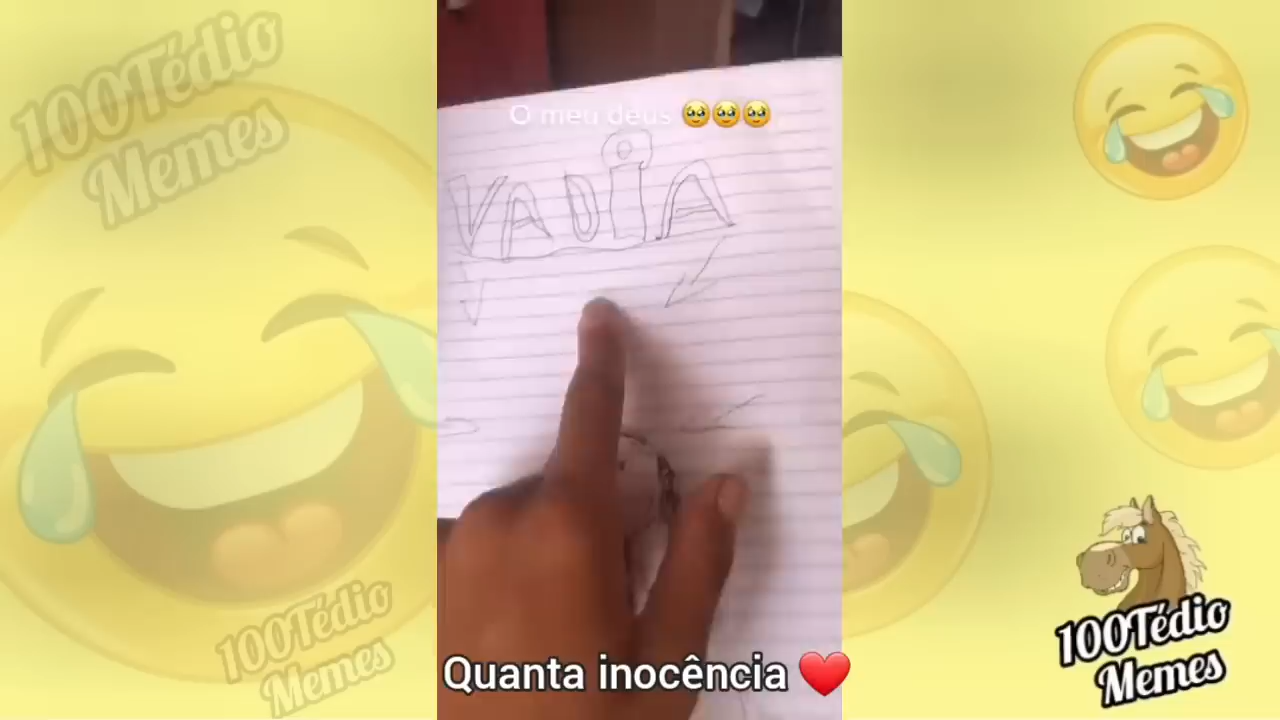 100Tédio
Memes
O meu deus 🥹🥹🥹
VADiA
Quanta inocência ❤️
100Tédio
Memes
100Tédio
Memes